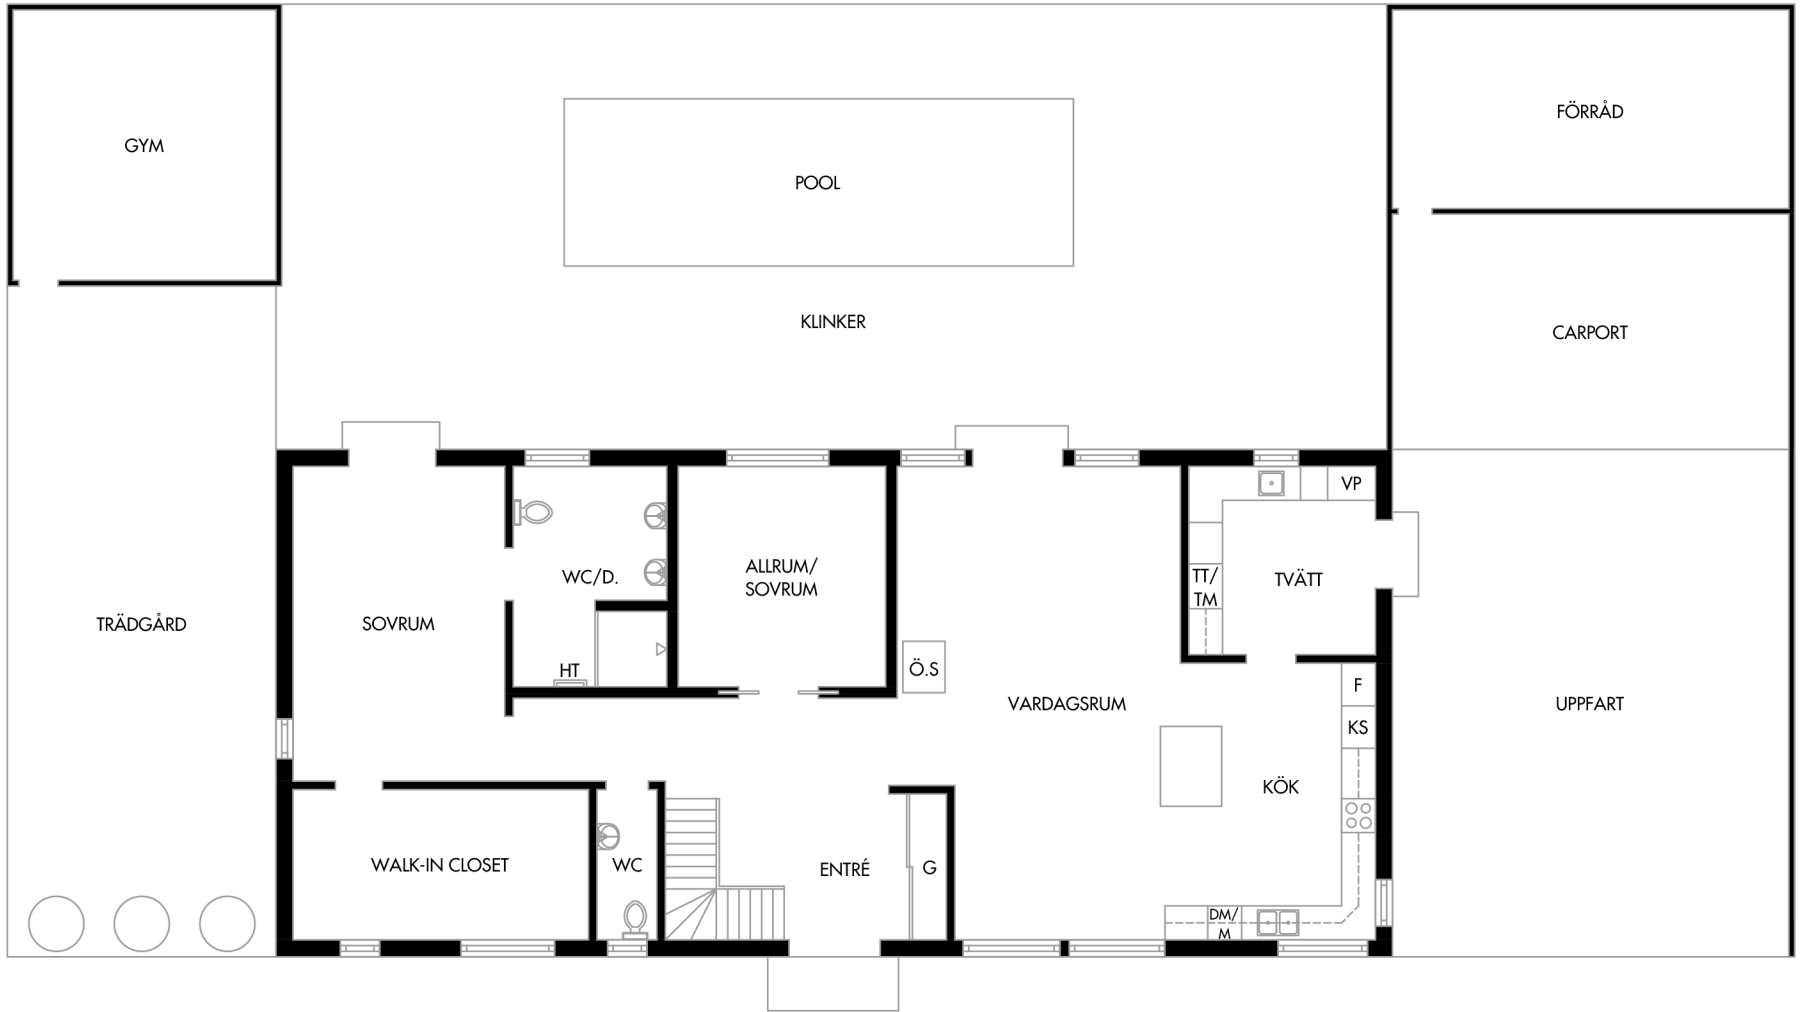 GYM
POOL
FÖRRÅD
KLINKER
CARPORT
VP
WC/D.
ALLRUM/
SOVRUM
TT/
TM
TVÄTT
TRÄDGÅRD
SOVRUM
HT
Ö.S
VARDAGSRUM
F
KS
UPPFART
KÖK
WALK-IN CLOSET
WC
ENTRÉ
G
DM/
M